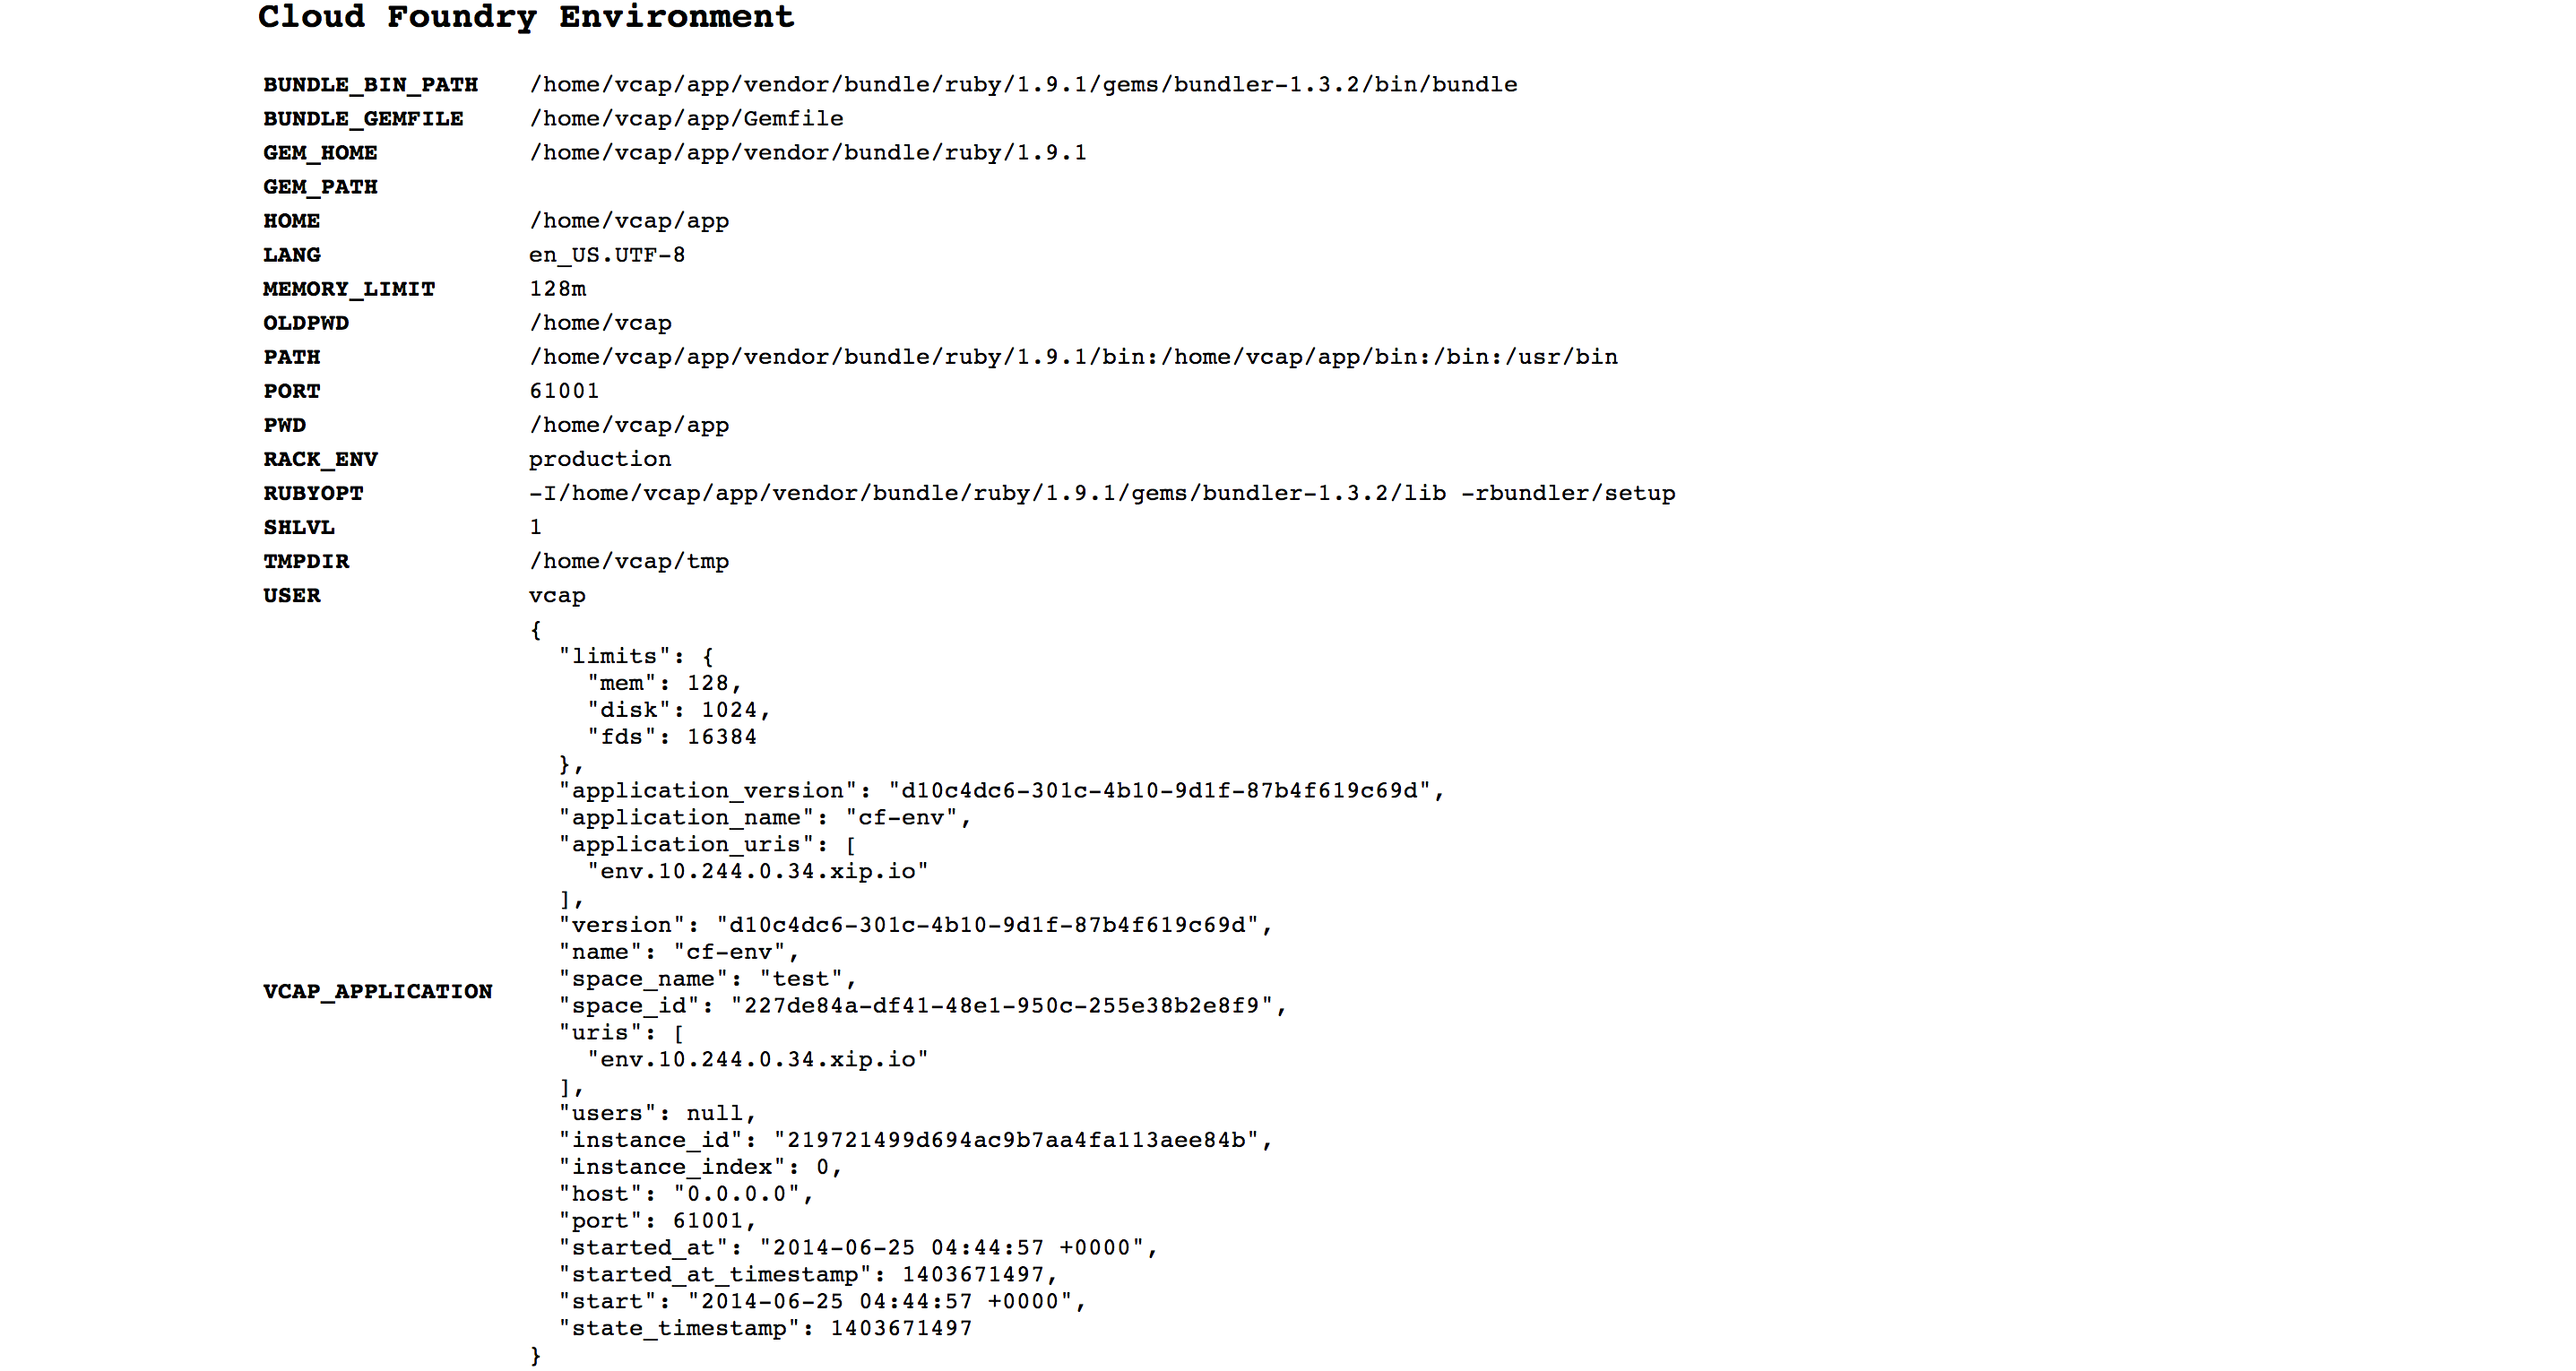 Cloud Foundry Environment
BUNDLE_BIN_PATH /home/vcap/app/vendor/bundle/ruby/1.9.1/gems/bundler-1.3.2/bin/bundle
BUNDLE_GEMFILE /home/vcap/app/Gemfile
GEM_HOME /home/vcap/app/vendor/bundle/ruby/1.9.1
GEM_PATH
HOME /home/vcap/app
LANG en_US.UTF-8
MEMORY_LIMIT 128m
OLDPWD /home/vcap
PATH /home/vcap/app/vendor/bundle/ruby/1.9.1/bin:/home/vcap/app/bin:/bin:/usr/bin
PORT 61001
PWD /home/vcap/app
RACK_ENV production
RUBYOPT -I/home/vcap/app/vendor/bundle/ruby/1.9.1/gems/bundler-1.3.2/lib -rbundler/setup
SHLVL 1
TMPDIR /home/vcap/tmp
USER vcap
VCAP_APPLICATION
{
  "limits": {
    "mem": 128,
    "disk": 1024,
    "fds": 16384
  },
  "application_version": "d10c4dc6-301c-4b10-9d1f-87b4f619c69d",
  "application_name": "cf-env",
  "application_uris": [
    "env.10.244.0.34.xip.io"
  ],
  "version": "d10c4dc6-301c-4b10-9d1f-87b4f619c69d",
  "name": "cf-env",
  "space_name": "test",
  "space_id": "227de84a-df41-48e1-950c-255e38b2e8f9",
  "uris": [
    "env.10.244.0.34.xip.io"
  ],
  "users": null,
  "instance_id": "219721499d694ac9b7aa4fa113aee84b",
  "instance_index": 0,
  "host": "0.0.0.0",
  "port": 61001,
  "started_at": "2014-06-25 04:44:57 +0000",
  "started_at_timestamp": 1403671497,
  "start": "2014-06-25 04:44:57 +0000",
  "state_timestamp": 1403671497
}